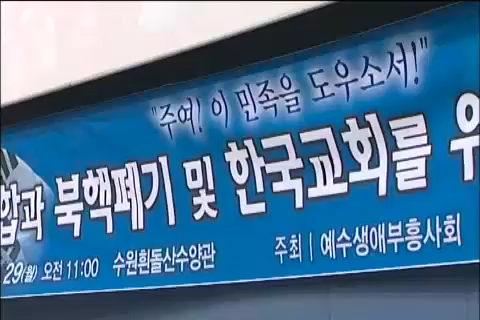 "주여! 이 민족을 도우소서!"
합과 북핵폐기 및 한국교회를 위
29(월) 오전 11:00 수원흰돌산수양관 주최 | 예수생애부흥사회